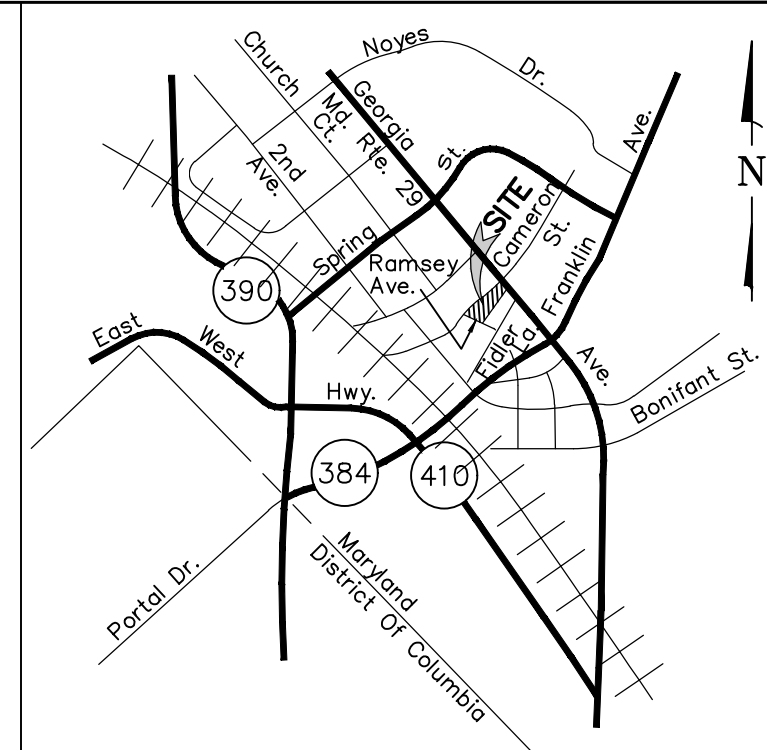 Noyes
Dr.
Church
Ct.
Georgia
Md. Rte. 29
Ave.
2nd
Ave.
St.
Spring
SITE
Cameron
St.
N
Ramsey
Ave.
Franklin
Fidler
La.
390
East
West
Hwy.
Ave.
Bonifant St.
384
410
Maryland
District Of Columbia
Portal Dr.